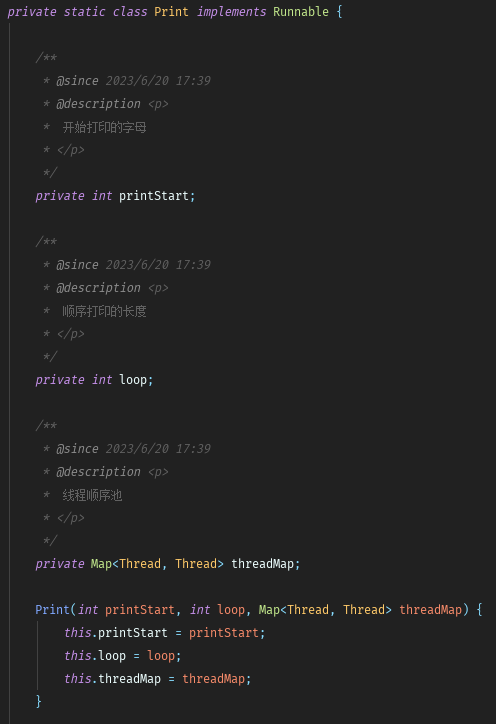 private static class Print implements Runnable {
/**
* @since 2023/6/20 17:39
* @description <p>
* 开始打印的字母
* </p>
*/
private int printStart;
/**
* @since 2023/6/20 17:39
* @description <p>
* 顺序打印的长度
* </p>
*/
private int loop;
/**
* @since 2023/6/20 17:39
* @description <p>
* 线程顺序池
* </p>
*/
private Map<Thread, Thread> threadMap;
Print(int printStart, int loop, Map<Thread, Thread> threadMap) {
this.printStart = printStart;
this.loop = loop;
this.threadMap = threadMap;
}